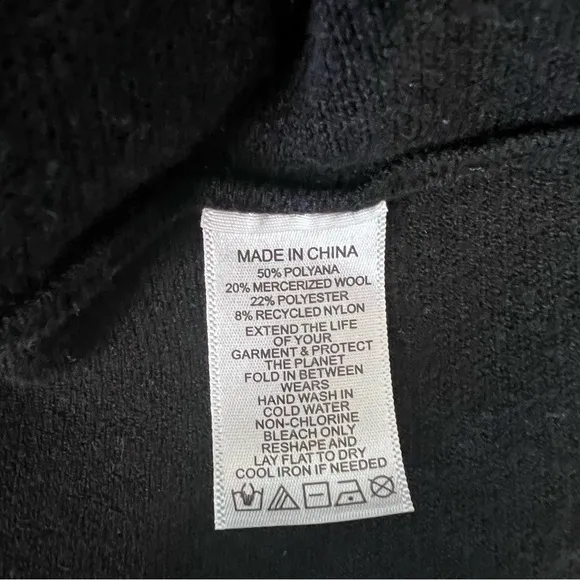 MADE IN CHINA
50% POLYANA
20% MERCERIZED WOOL
22% POLYESTER
8% RECYCLED NYLON
EXTEND THE LIFE
OF YOUR
GARMENT & PROTECT
THE PLANET
FOLD IN BETWEEN
WEARS
HAND WASH IN
COLD WATER
NON-CHLORINE
BLEACH ONLY
RESHAPE AND
LAY FLAT TO DRY
COOL IRON IF NEEDED